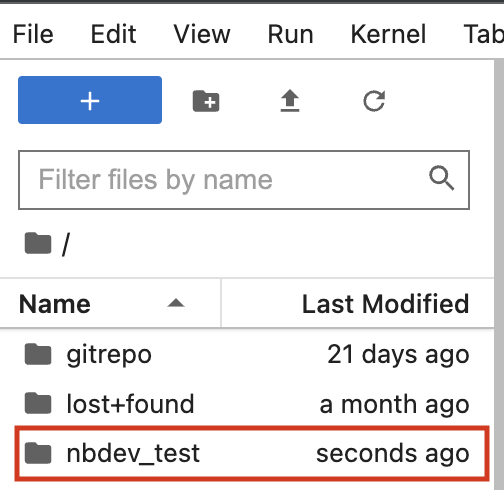 File Edit View Run Kernel Tab
+
Filter files by name
/
Name Last Modified
gitrepo 21 days ago
lost+found a month ago
nbdev_test seconds ago